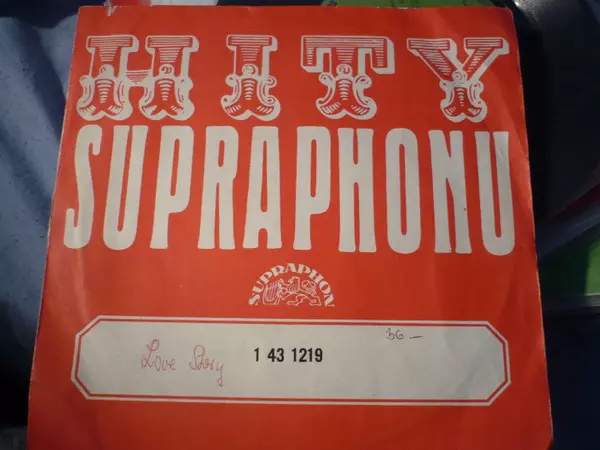 HITY
SUPRAPHONU
SUPRAPHON
Love Story 1 43 1219 36 —